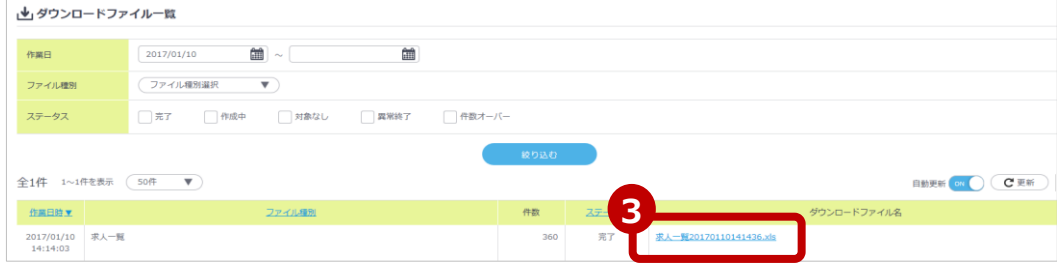 ダウンロードファイル一覧
作業日 2017/01/10 ～
ファイル種別 ファイル種別選択 ▼
ステータス 完了 作成中 対象なし 異常終了 件数オーバー
絞り込む
全1件 1～1件を表示 50件 ▼ 自動更新 ON 更新
作業日時▼ ファイル種別 件数 ステー ダウンロードファイル名
3
2017/01/10 求人一覧 360 完了 求人一覧20170110141436.xls
14:14:03